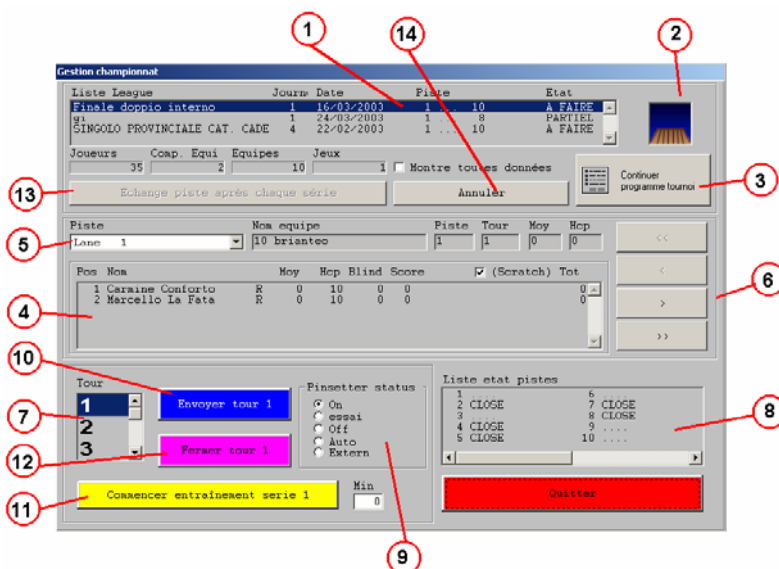 1
14
2
Gestion championnat
Liste League Journ Date Piste Etat
Finale doppio interno 1 16/03/2003 1 ... 10 A FAIRE
gi 1 24/03/2003 1 ... 8 PARTIEL
SINGOLO PROVINCIALE CAT. CADE 4 22/02/2003 1 ... 10 A FAIRE
Joueurs Comp. Equi Equipes Jeux
35 2 10 1 Montre toutes données
Continuer
programme tournoi
3
13
Echange piste aprés chaque série
Annuler
Piste Nom equipe Piste Tour Moy Hcp
5
Lane 1 10 brianteo 1 1 0 0
<<
<
>
>>
6
Pos Nom Moy Hcp Blind Score (Scratch) Tot
1 Carmine Conforto R 0 10 0 0 0
2 Marcello La Fata R 0 10 0 0 0
4
10
Tour
1
2
3
7
Envoyer tour 1
Fermer tour 1
12
Pinsetter status
On
essai
Off
Auto
Extern
Liste etat pistes
1 .... 6 ....
2 CLOSE 7 CLOSE
3 .... 8 CLOSE
4 CLOSE 9 ....
5 CLOSE 10 ....
8
Commencer entraînement serie 1
Min
0
11
Quitter
9